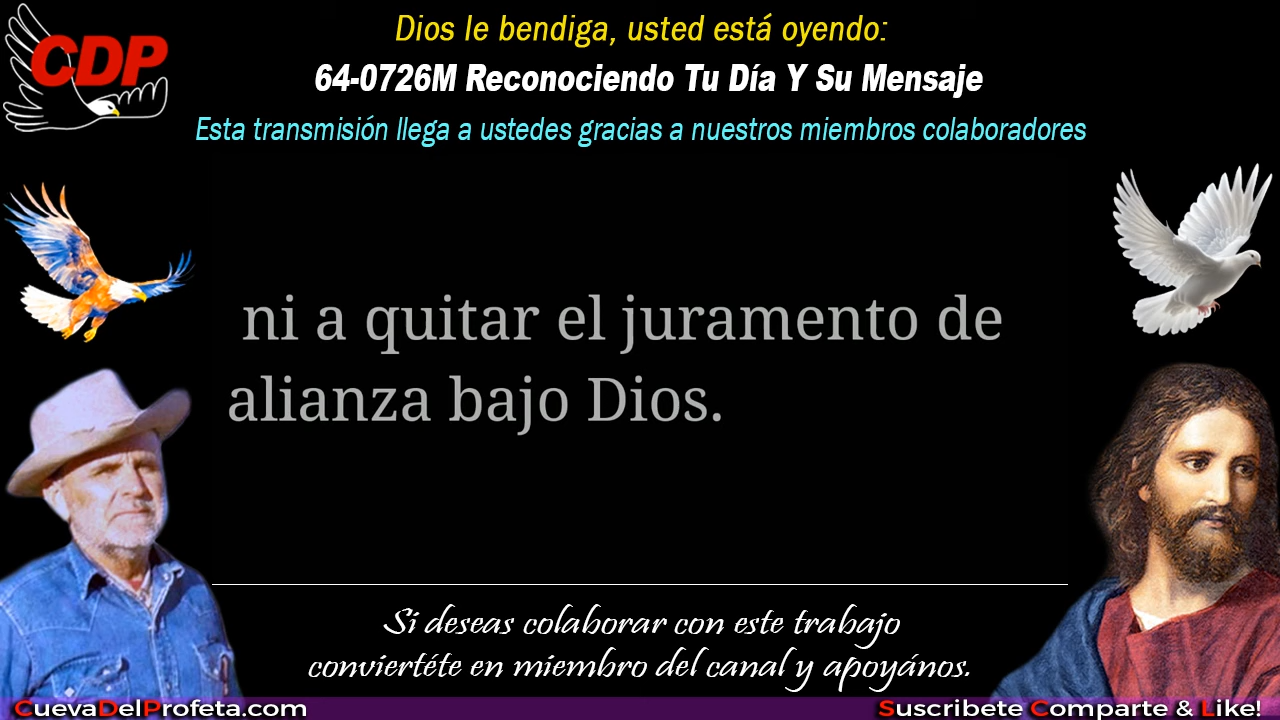 CDP
Dios le bendiga, usted está oyendo:
64-0726M Reconociendo Tu Día Y Su Mensaje
Esta transmisión llega a ustedes gracias a nuestros miembros colaboradores
ni a quitar el juramento de
alianza bajo Dios.
Si deseas colaborar con este trabajo
conviertéte en miembro del canal y apoyános.
CuevaDelProfeta.com
Suscribete Comparte & Like!